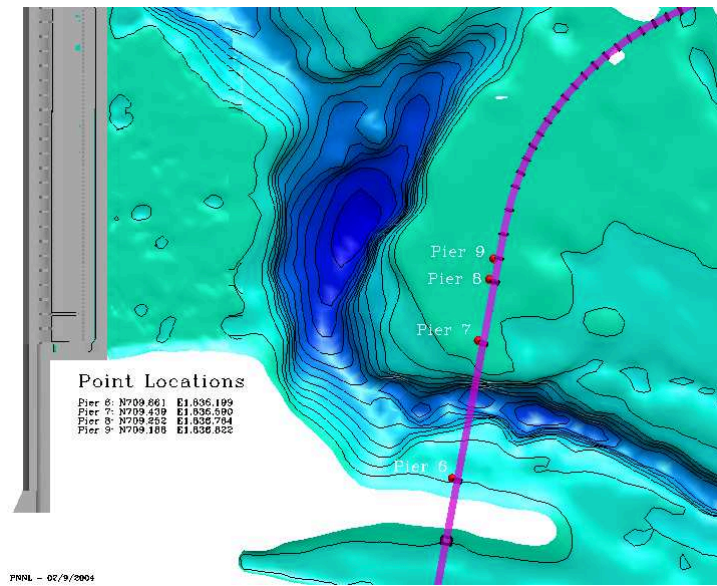 Pier 9
Pier 8
Pier 7
Point Locations
Pier 6: N709.661 E1.636.199
Pier 7: N709.439 E1.636.590
Pier 8: N709.252 E1.636.764
Pier 9: N709.186 E1.636.822
Pier 6
PNNL - 02/9/2004